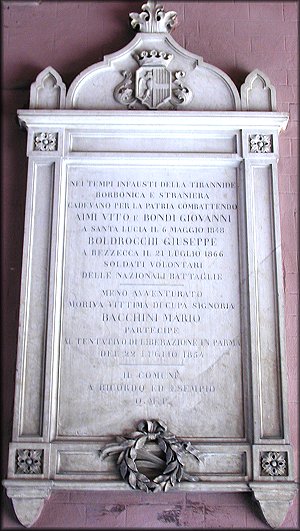 NEI TEMPI INFAUSTI DELLA TIRANNIDE
BORBONICA E STRANIERA
CADEVANO PER LA PATRIA COMBATTENDO
AIMI VITO E BONDI GIOVANNI
A SANTA LUCIA IL 6 MAGGIO 1848
BOLDROCCHI GIUSEPPE
A BEZZECCA IL 21 LUGLIO 1866
SOLDATI VOLONTARI
DELLE NAZIONALI BATTAGLIE
MENO AVVENTURATO
MORIVA VITTIMA DI CUPA SIGNORIA
BACCHINI MARIO
PARTECIPE
AL TENTATIVO DI LIBERAZIONE IN PARMA
DEL 22 LUGLIO 1854
IL COMUNE
A RICORDO ED ESEMPIO
Q. M. P.